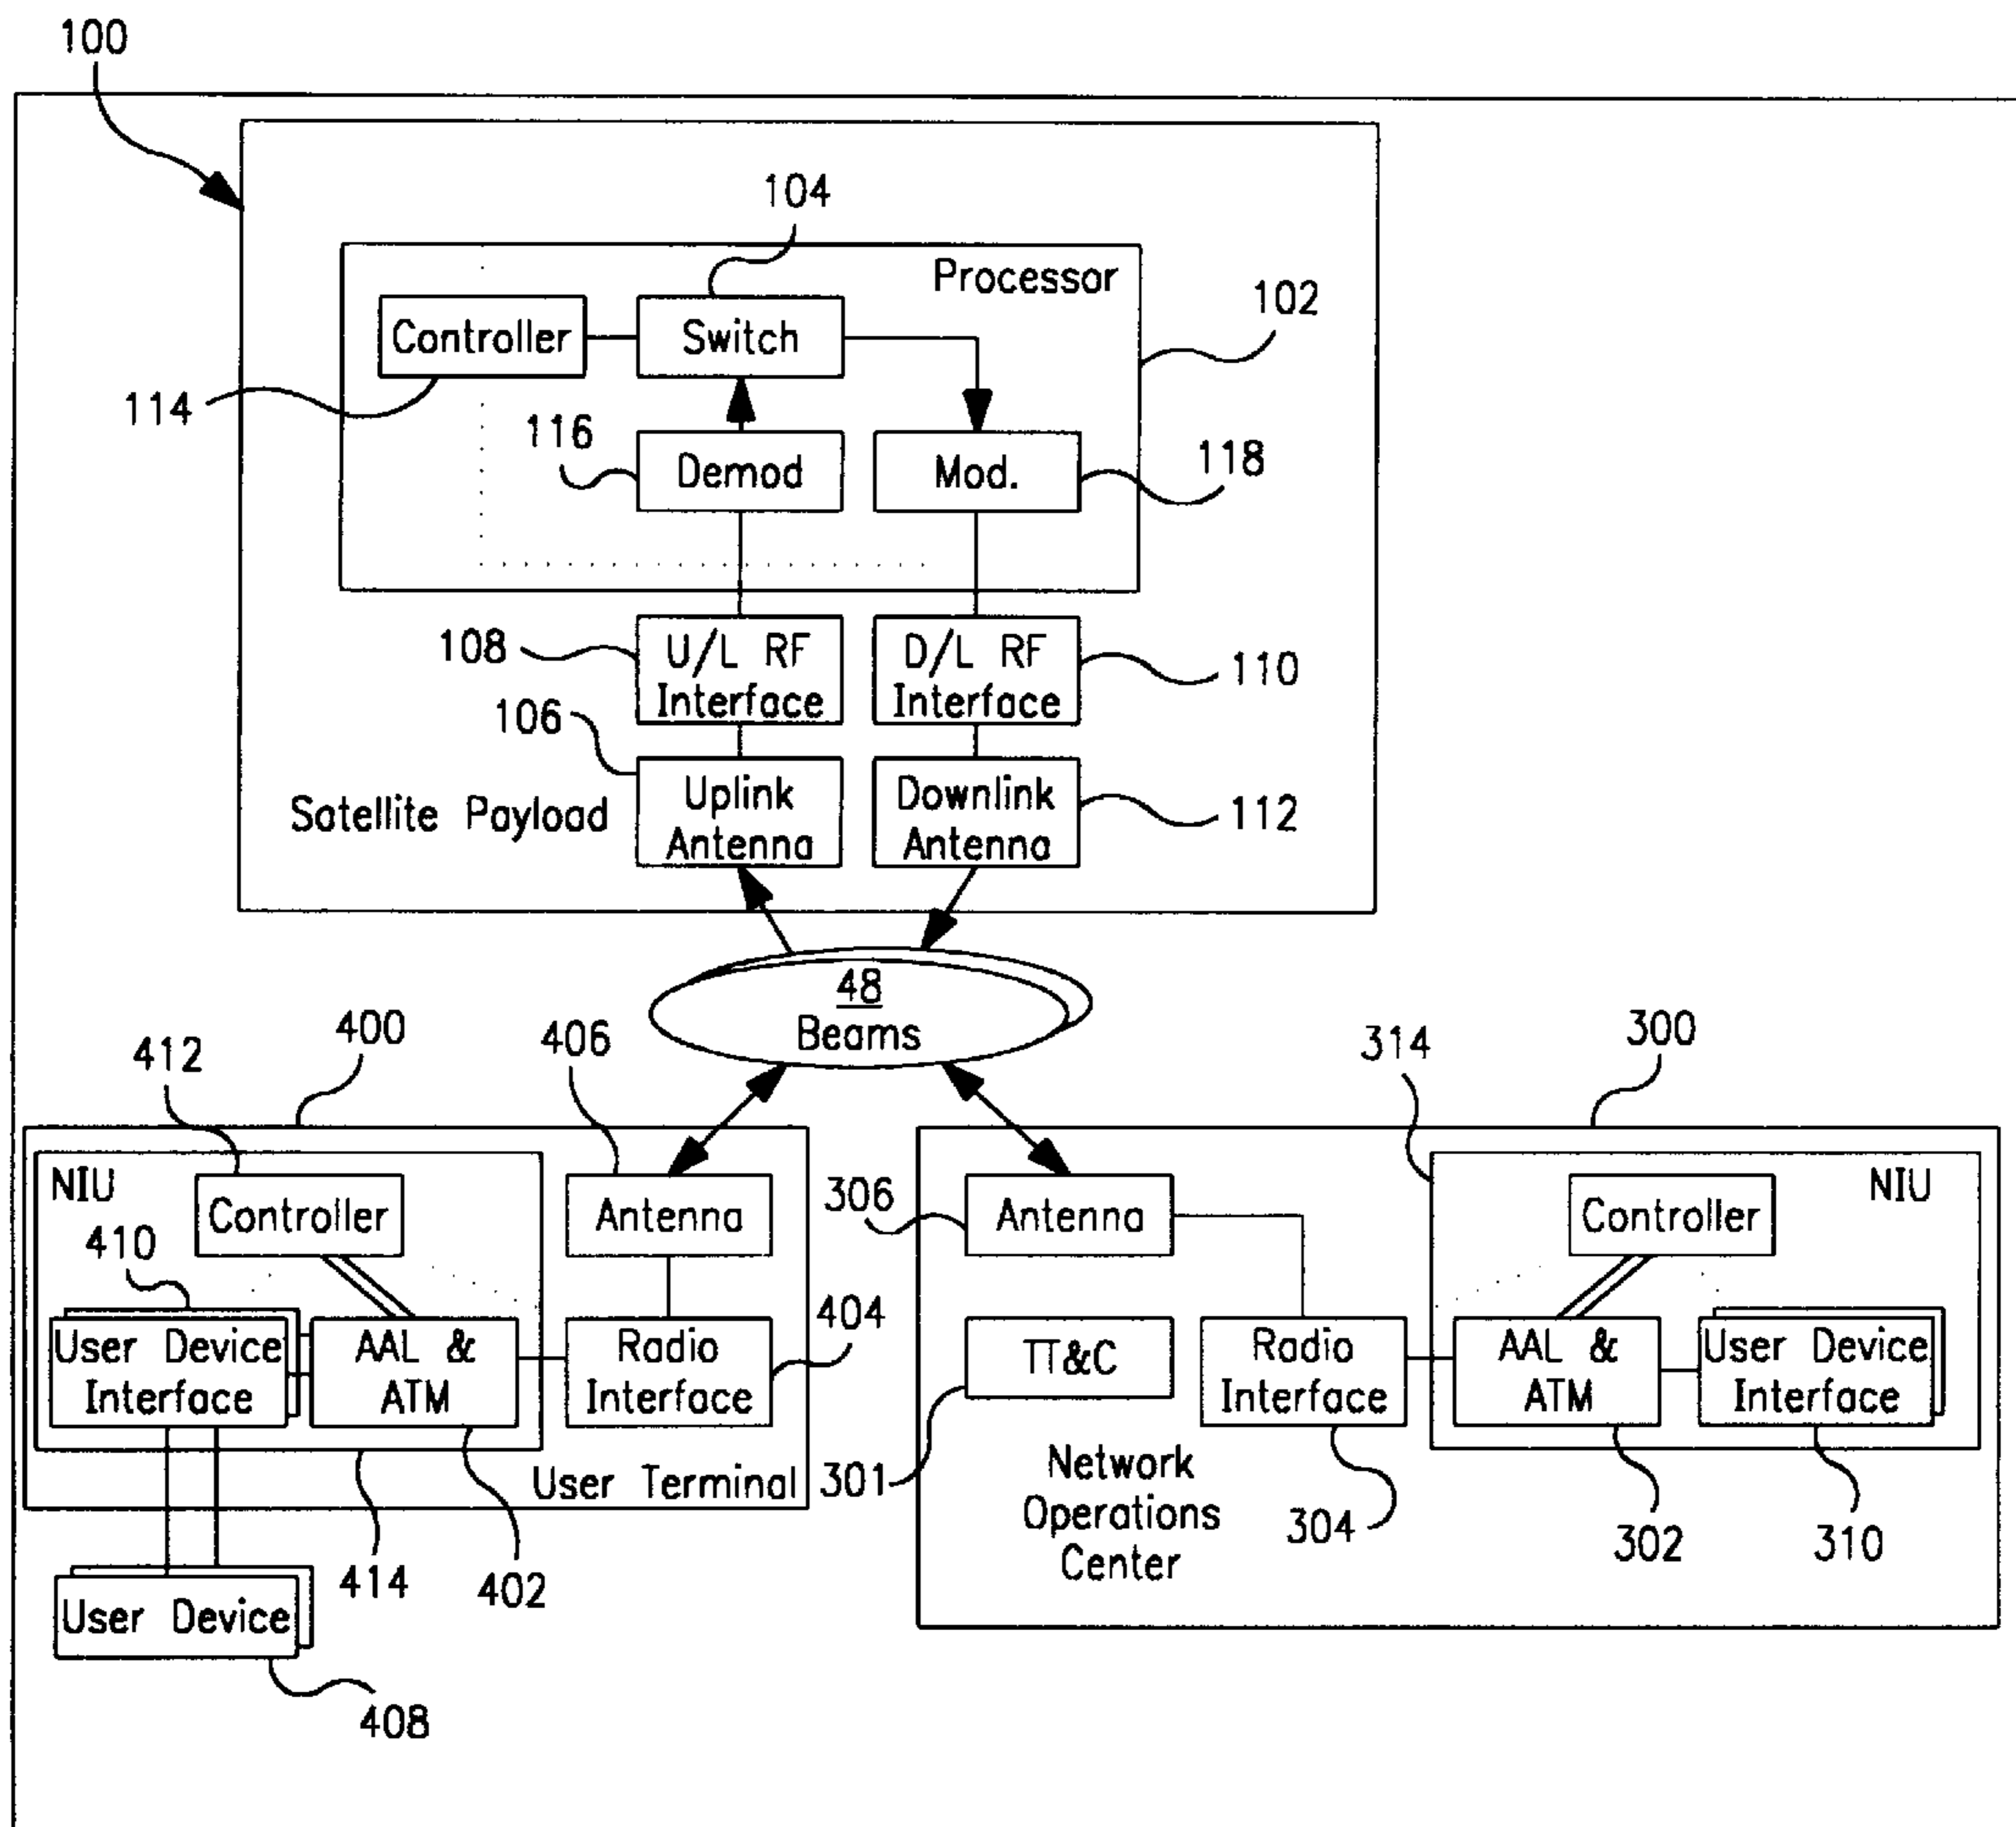 100
104
Processor
102
Controller
Switch
114
116
Demod
Mod.
118
108
U/L RF
Interface
D/L RF
Interface
110
106
Satellite Payload
Uplink
Antenna
Downlink
Antenna
112
48
Beams
400
406
412
314
300
NIU
Controller
Antenna
306
Antenna
Controller
NIU
410
User Device
Interface
AAL &
ATM
Radio
Interface
404
TT&C
Radio
Interface
AAL &
ATM
User Device
Interface
User Terminal
301
Network
Operations
Center
304
302
310
414
402
User Device
408